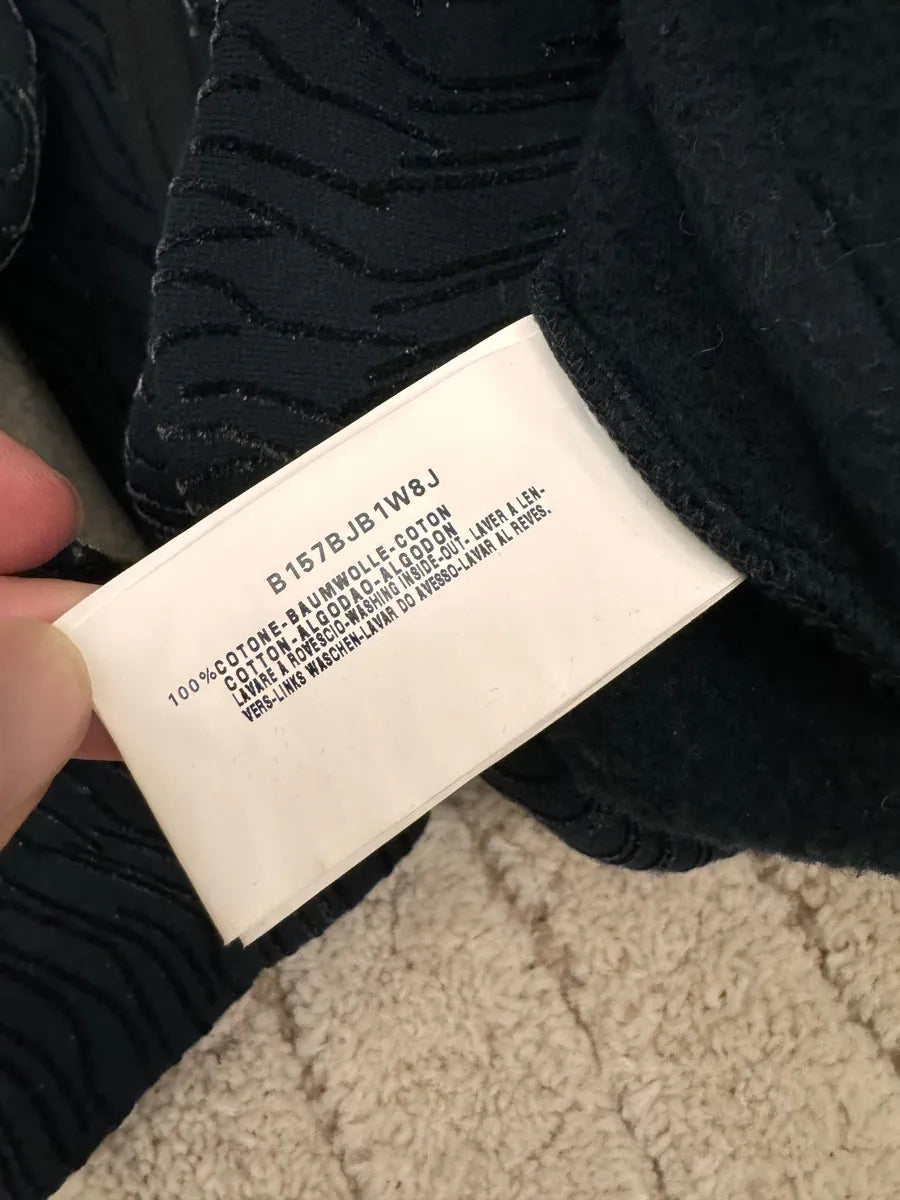 B157BJB1W8J
100%COTONE-BAUMWOLLE-COTON
COTTON-ALGODAO-ALGODON
LAVARE A ROVESCIO-WASHING INSIDE-OUT-LAVER A LEN-
VERS-LINKS WASCHEN-LAVAR DO AVESSO-LAVAR AL REVES.